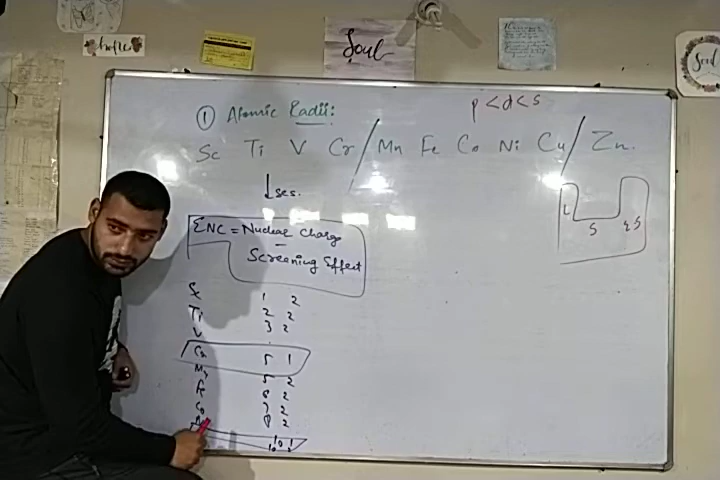 Soul
Soul
① Atomic Radii:
p < d < s
Sc Ti V Cr / Mn Fe Co Ni Cu / Zn
↓ses.
ENC = Nuclear Charge
–
Screening Effect
L
S
Sc 1 2
Ti 2 2
V 3 2
Cr 5 1
Mn 5 2
Fe 6 2
Co 7 2
8 2
10 1
10